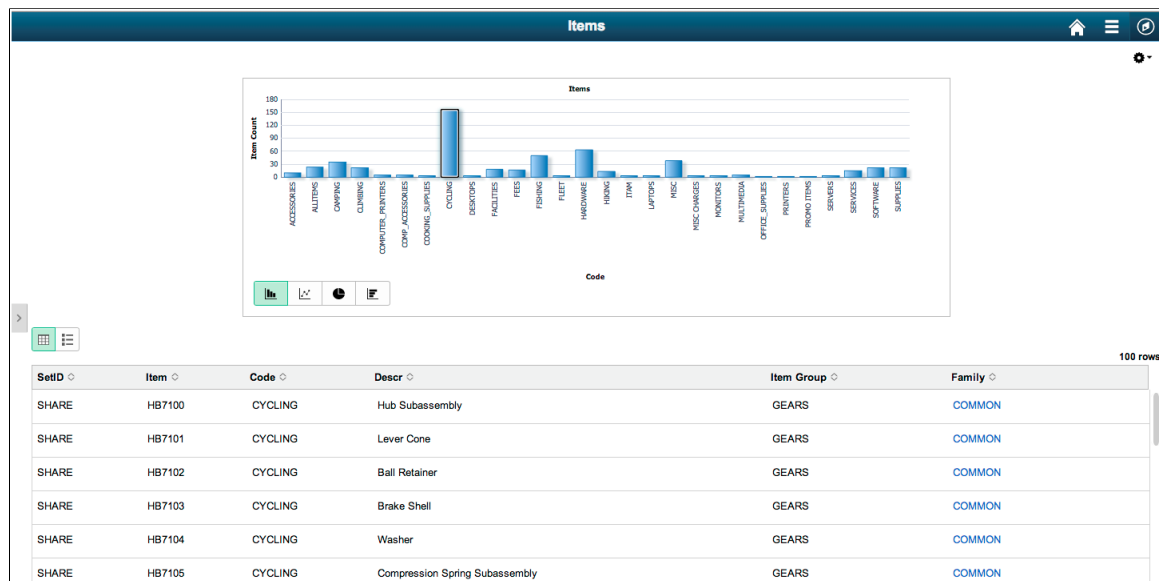 Items
Items
Item Count
180
150
120
90
60
30
0
ACCESSORIES
ALLITEMS
CAMPING
CLIMBING
COMPUTER_PRINTERS
COMP_ACCESSORIES
COOKING_SUPPLIES
CYCLING
DESKTOPS
FACILITIES
FEES
FISHING
FLEET
HARDWARE
HIKING
ITAM
LAPTOPS
MISC
MISC CHARGES
MONITORS
MULTIMEDIA
OFFICE_SUPPLIES
PRINTERS
PROMO ITEMS
SERVERS
SERVICES
SOFTWARE
SUPPLIES
Code
100 rows
SetID Item Code Descr Item Group Family
SHARE HB7100 CYCLING Hub Subassembly GEARS COMMON
SHARE HB7101 CYCLING Lever Cone GEARS COMMON
SHARE HB7102 CYCLING Ball Retainer GEARS COMMON
SHARE HB7103 CYCLING Brake Shell GEARS COMMON
SHARE HB7104 CYCLING Washer GEARS COMMON
SHARE HB7105 CYCLING Compression Spring Subassembly GEARS COMMON